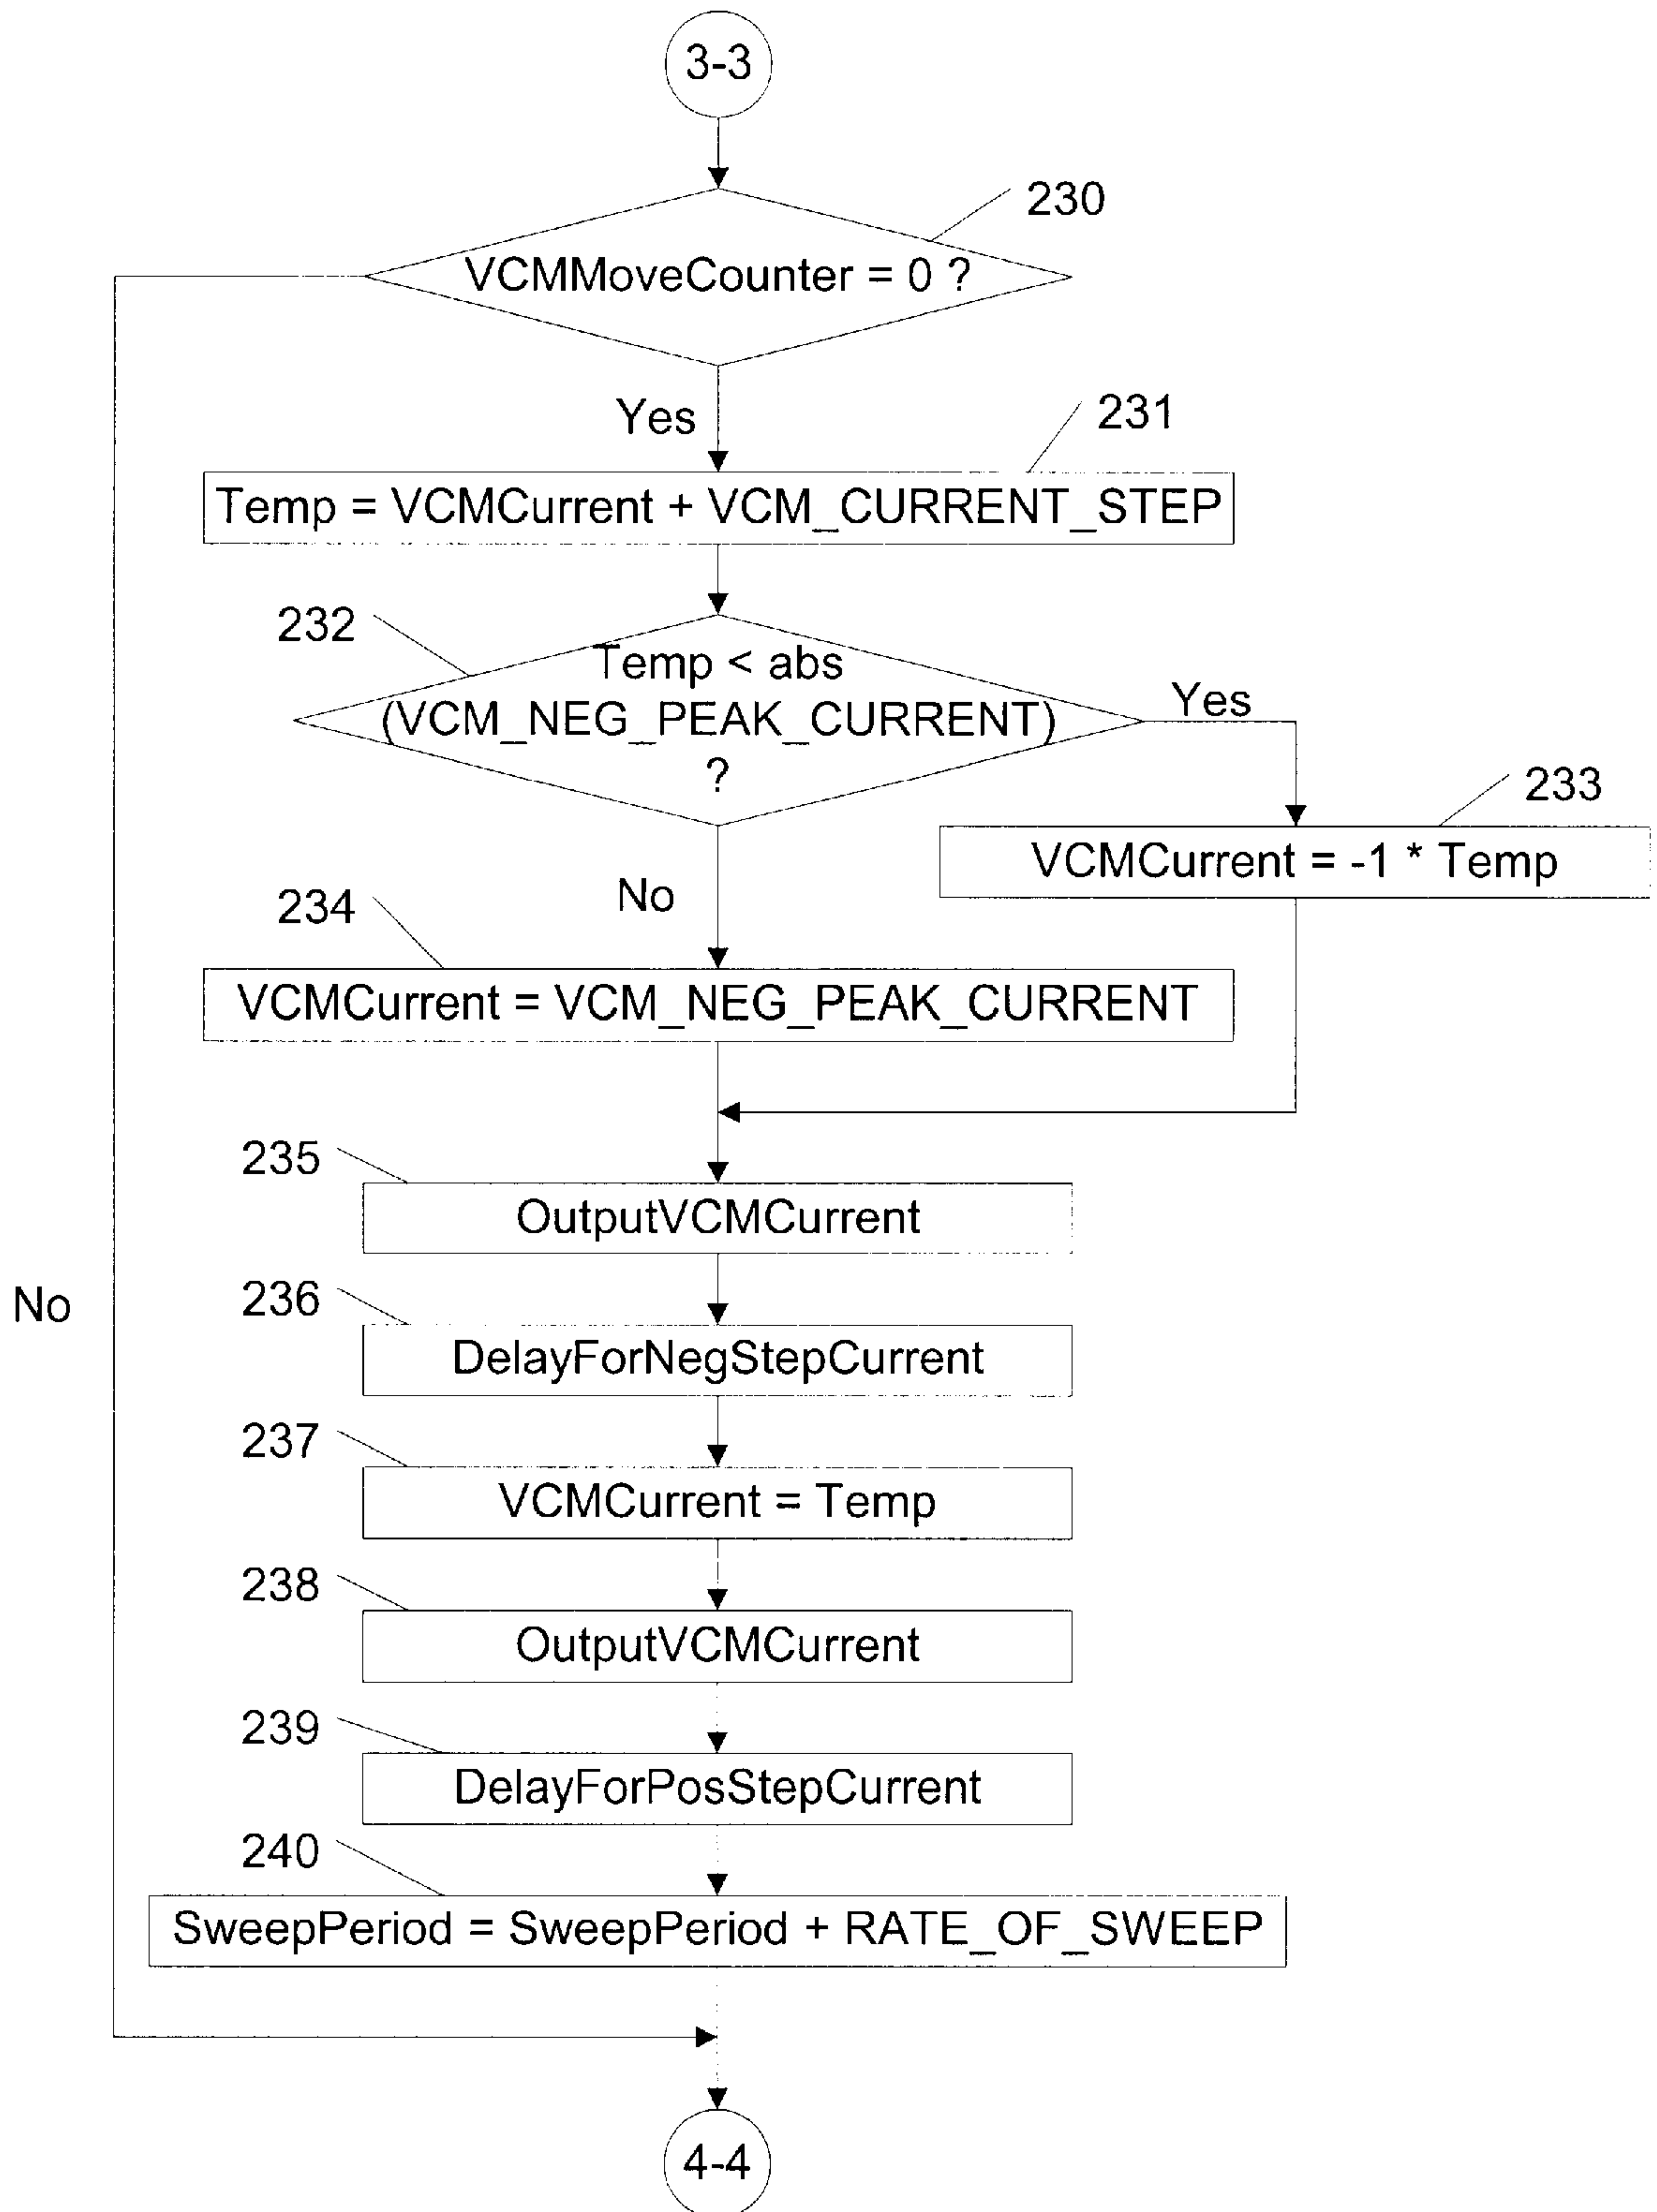 3-3
230
VCMMoveCounter = 0 ?
Yes
231
Temp = VCMCurrent + VCM_CURRENT_STEP
232
Temp < abs
(VCM_NEG_PEAK_CURRENT)
?
Yes
233
VCMCurrent = -1 * Temp
No
234
VCMCurrent = VCM_NEG_PEAK_CURRENT
235
OutputVCMCurrent
No
236
DelayForNegStepCurrent
237
VCMCurrent = Temp
238
OutputVCMCurrent
239
DelayForPosStepCurrent
240
SweepPeriod = SweepPeriod + RATE_OF_SWEEP
4-4